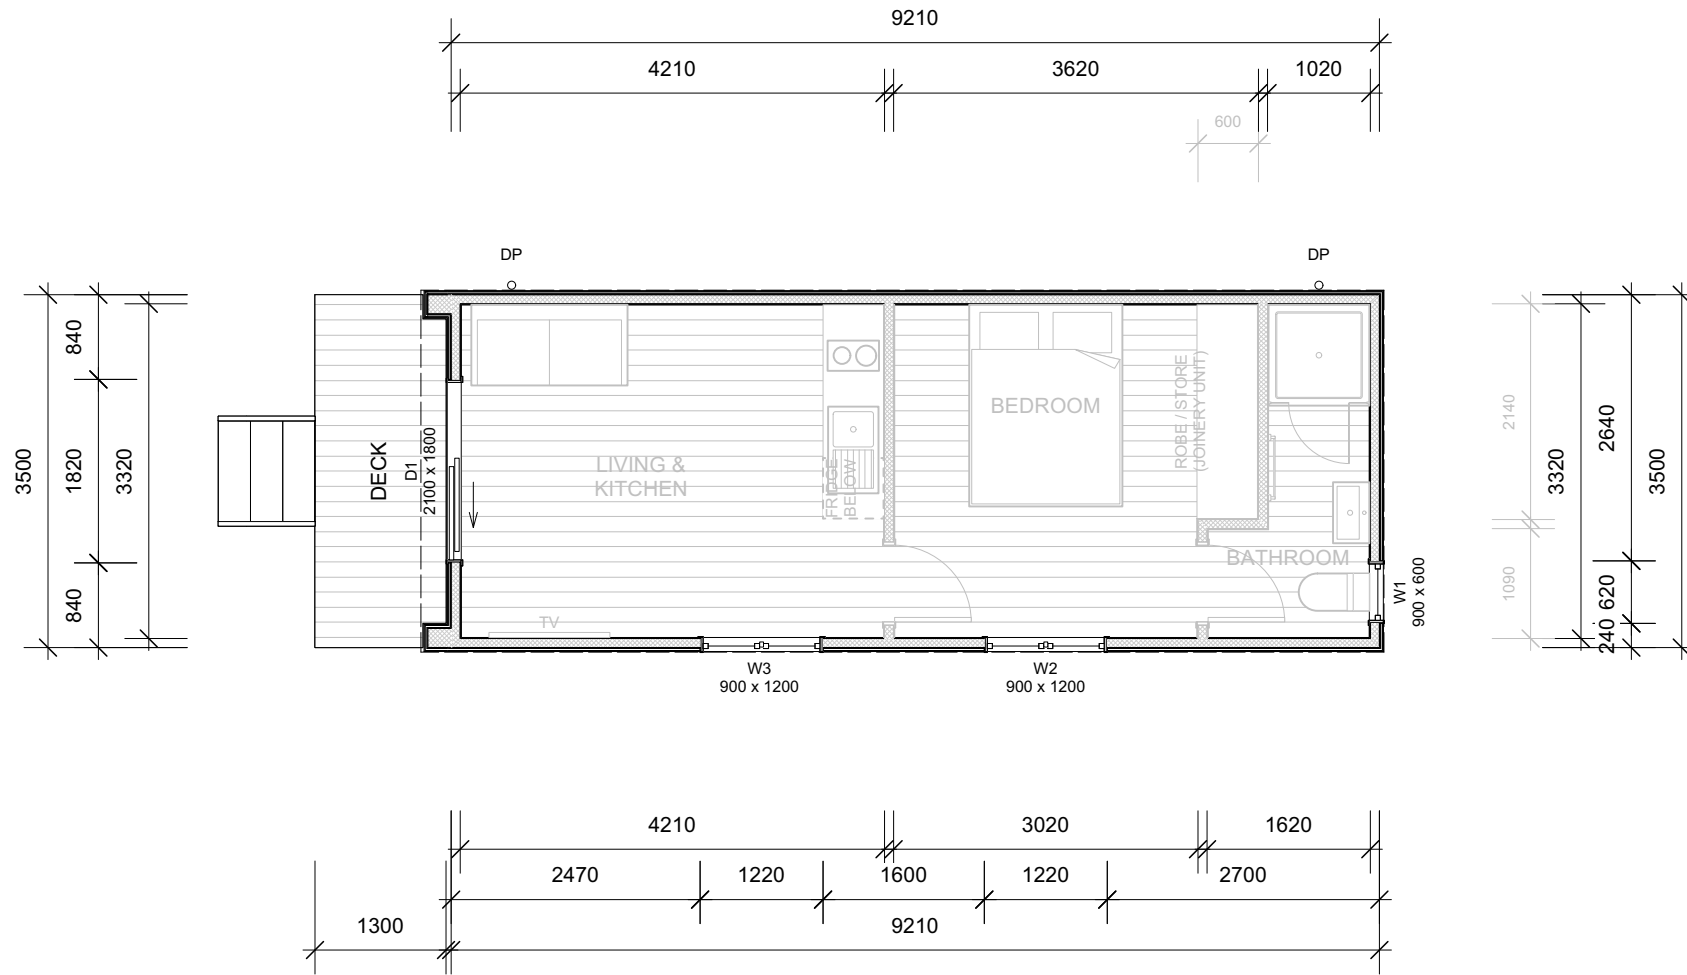 9210
4210
3620
1020
600
DP
DP
3500
840
1820
840
3320
DECK
D1
2100 x 1800
LIVING &
KITCHEN
FRIDGE
BELOW
BEDROOM
ROBE / STORE
(JOINERY UNIT)
BATHROOM
TV
W1
900 x 600
2140
1090
3320
2640
620
240
3500
W3
900 x 1200
W2
900 x 1200
4210
3020
1620
2470
1220
1600
1220
2700
1300
9210